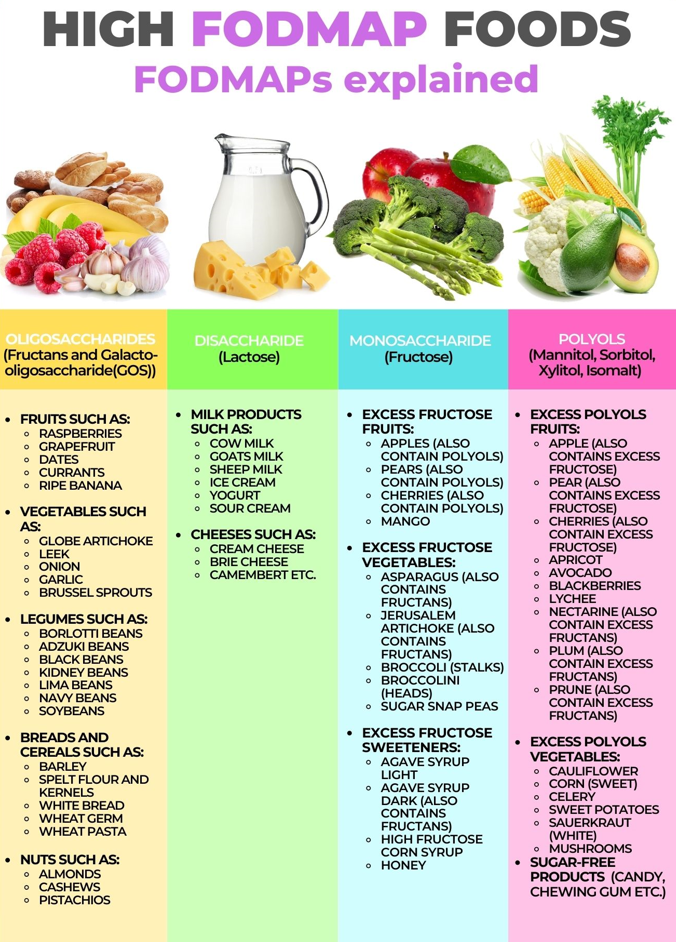 HIGH FODMAP FOODS
FODMAPs explained
OLIGOSACCHARIDES
(Fructans and Galacto-
oligosaccharide(GOS))
FRUITS SUCH AS:
RASPBERRIES
GRAPEFRUIT
DATES
CURRANTS
RIPE BANANA
VEGETABLES SUCH
AS:
GLOBE ARTICHOKE
LEEK
ONION
GARLIC
BRUSSEL SPROUTS
LEGUMES SUCH AS:
BORLOTTI BEANS
ADZUKI BEANS
BLACK BEANS
KIDNEY BEANS
LIMA BEANS
NAVY BEANS
SOYBEANS
BREADS AND
CEREALS SUCH AS:
BARLEY
SPELT FLOUR AND
KERNELS
WHITE BREAD
WHEAT GERM
WHEAT PASTA
NUTS SUCH AS:
ALMONDS
CASHEWS
PISTACHIOS
DISACCHARIDE
(Lactose)
MILK PRODUCTS
SUCH AS:
COW MILK
GOATS MILK
SHEEP MILK
ICE CREAM
YOGURT
SOUR CREAM
CHEESES SUCH AS:
CREAM CHEESE
BRIE CHEESE
CAMEMBERT ETC.
MONOSACCHARIDE
(Fructose)
EXCESS FRUCTOSE
FRUITS:
APPLES (ALSO
CONTAIN POLYOLS)
PEARS (ALSO
CONTAIN POLYOLS)
CHERRIES (ALSO
CONTAIN POLYOLS)
MANGO
EXCESS FRUCTOSE
VEGETABLES:
ASPARAGUS (ALSO
CONTAINS
FRUCTANS)
JERUSALEM
ARTICHOKE (ALSO
CONTAINS
FRUCTANS)
BROCCOLI (STALKS)
BROCCOLINI
(HEADS)
SUGAR SNAP PEAS
EXCESS FRUCTOSE
SWEETENERS:
AGAVE SYRUP
LIGHT
AGAVE SYRUP
DARK (ALSO
CONTAINS
FRUCTANS)
HIGH FRUCTOSE
CORN SYRUP
HONEY
POLYOLS
(Mannitol, Sorbitol,
Xylitol, Isomalt)
EXCESS POLYOLS
FRUITS:
APPLE (ALSO
CONTAINS EXCESS
FRUCTOSE)
PEAR (ALSO
CONTAINS EXCESS
FRUCTOSE)
CHERRIES (ALSO
CONTAIN EXCESS
FRUCTOSE)
APRICOT
AVOCADO
BLACKBERRIES
LYCHEE
NECTARINE (ALSO
CONTAIN EXCESS
FRUCTANS)
PLUM (ALSO
CONTAIN EXCESS
FRUCTANS)
PRUNE (ALSO
CONTAIN EXCESS
FRUCTANS)
EXCESS POLYOLS
VEGETABLES:
CAULIFLOWER
CORN (SWEET)
CELERY
SWEET POTATOES
SAUERKRAUT
(WHITE)
MUSHROOMS
SUGAR-FREE
PRODUCTS (CANDY,
CHEWING GUM ETC.)